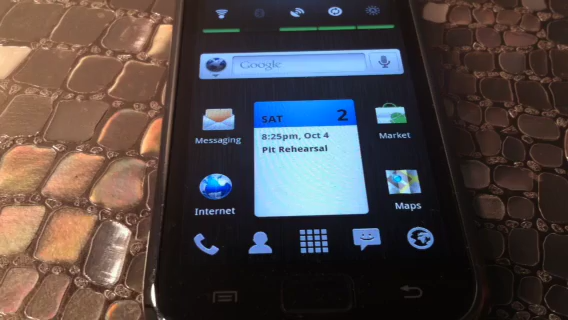 Google
SAT 2
8:25pm, Oct 4
Pit Rehearsal
Messaging
Market
Internet
Maps